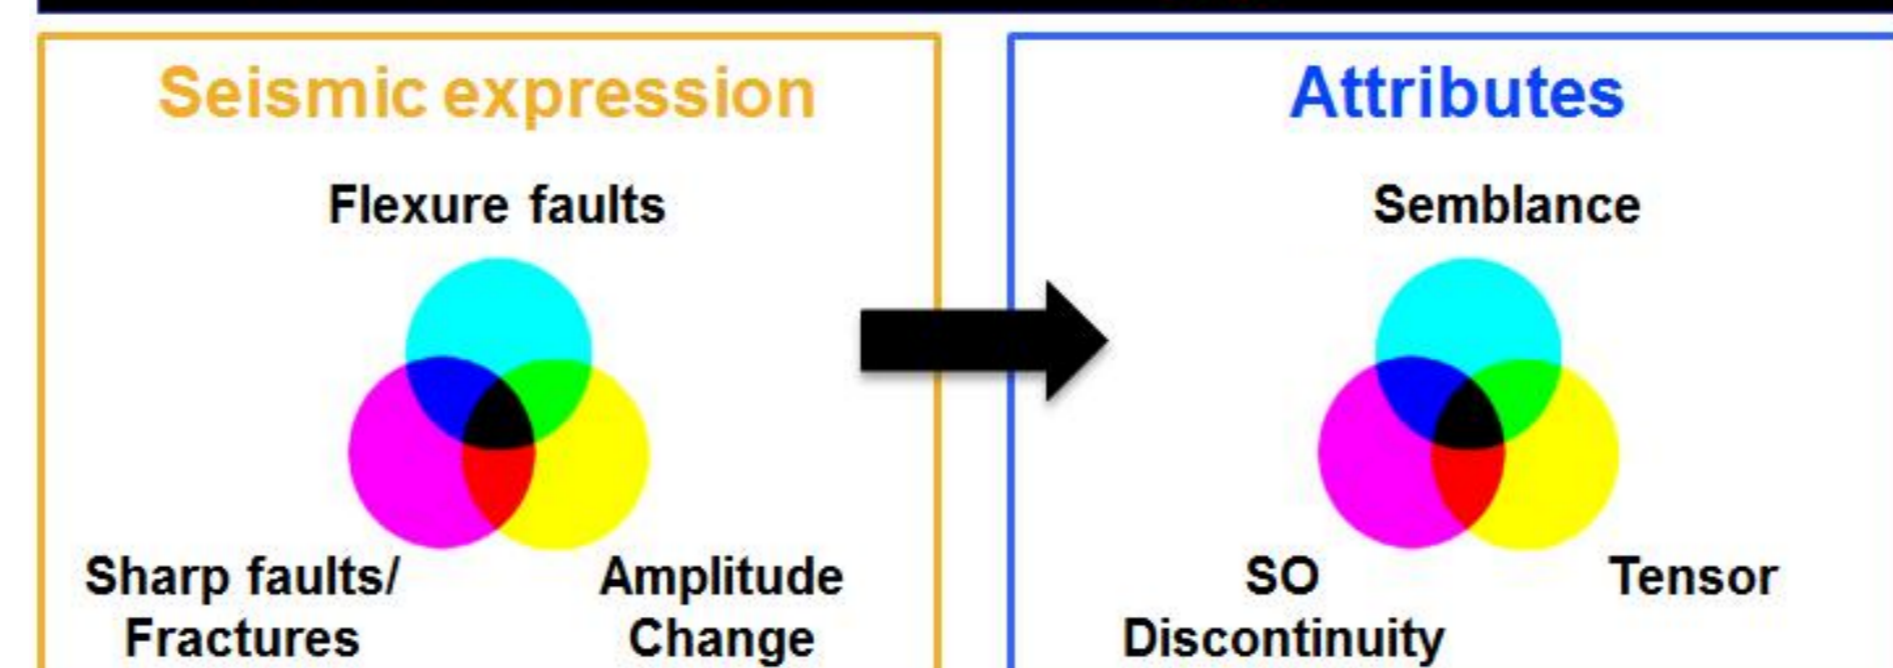 Seismic expression
Flexure faults
Sharp faults/
Fractures
Amplitude
Change
Attributes
Semblance
SO
Discontinuity
Tensor